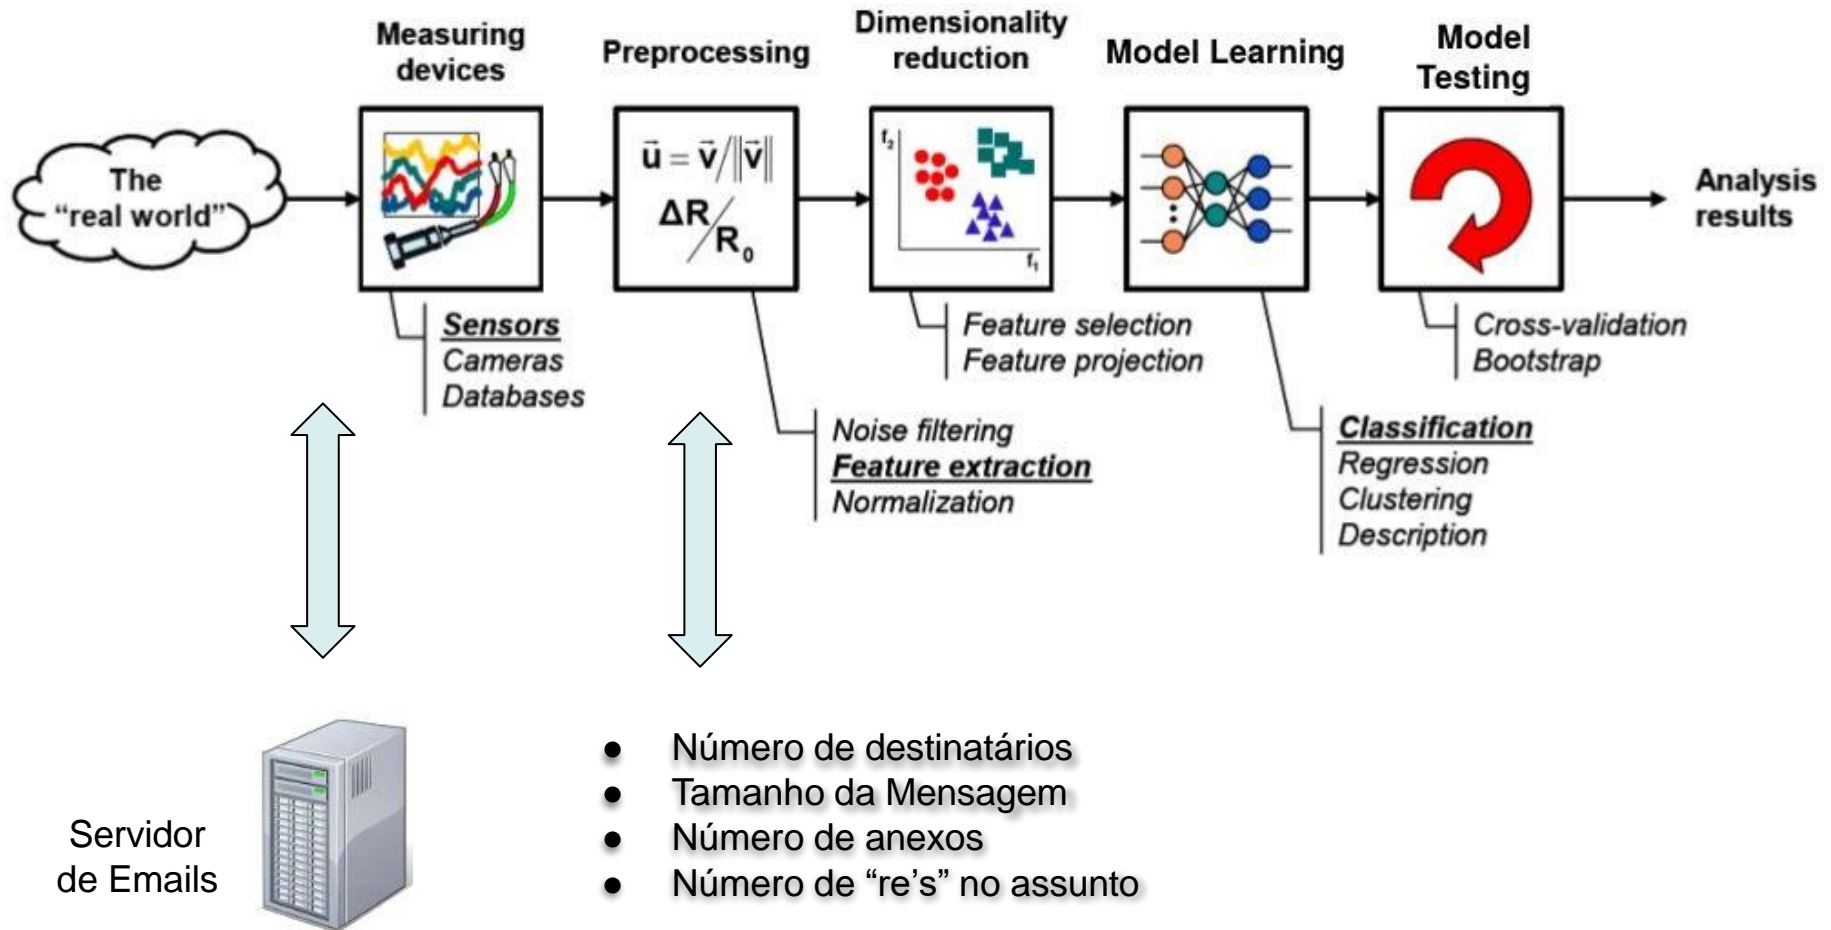 Measuring
devices
Preprocessing
Dimensionality
reduction
Model Learning
Model
Testing
The
“real world”
u⃗ = v⃗/‖v⃗‖
ΔR/R₀
f₂
f₁
Analysis
results
Sensors
Cameras
Databases
Noise filtering
Feature extraction
Normalization
Feature selection
Feature projection
Classification
Regression
Clustering
Description
Cross-validation
Bootstrap
Servidor
de Emails
● Número de destinatários
● Tamanho da Mensagem
● Número de anexos
● Número de “re’s” no assunto